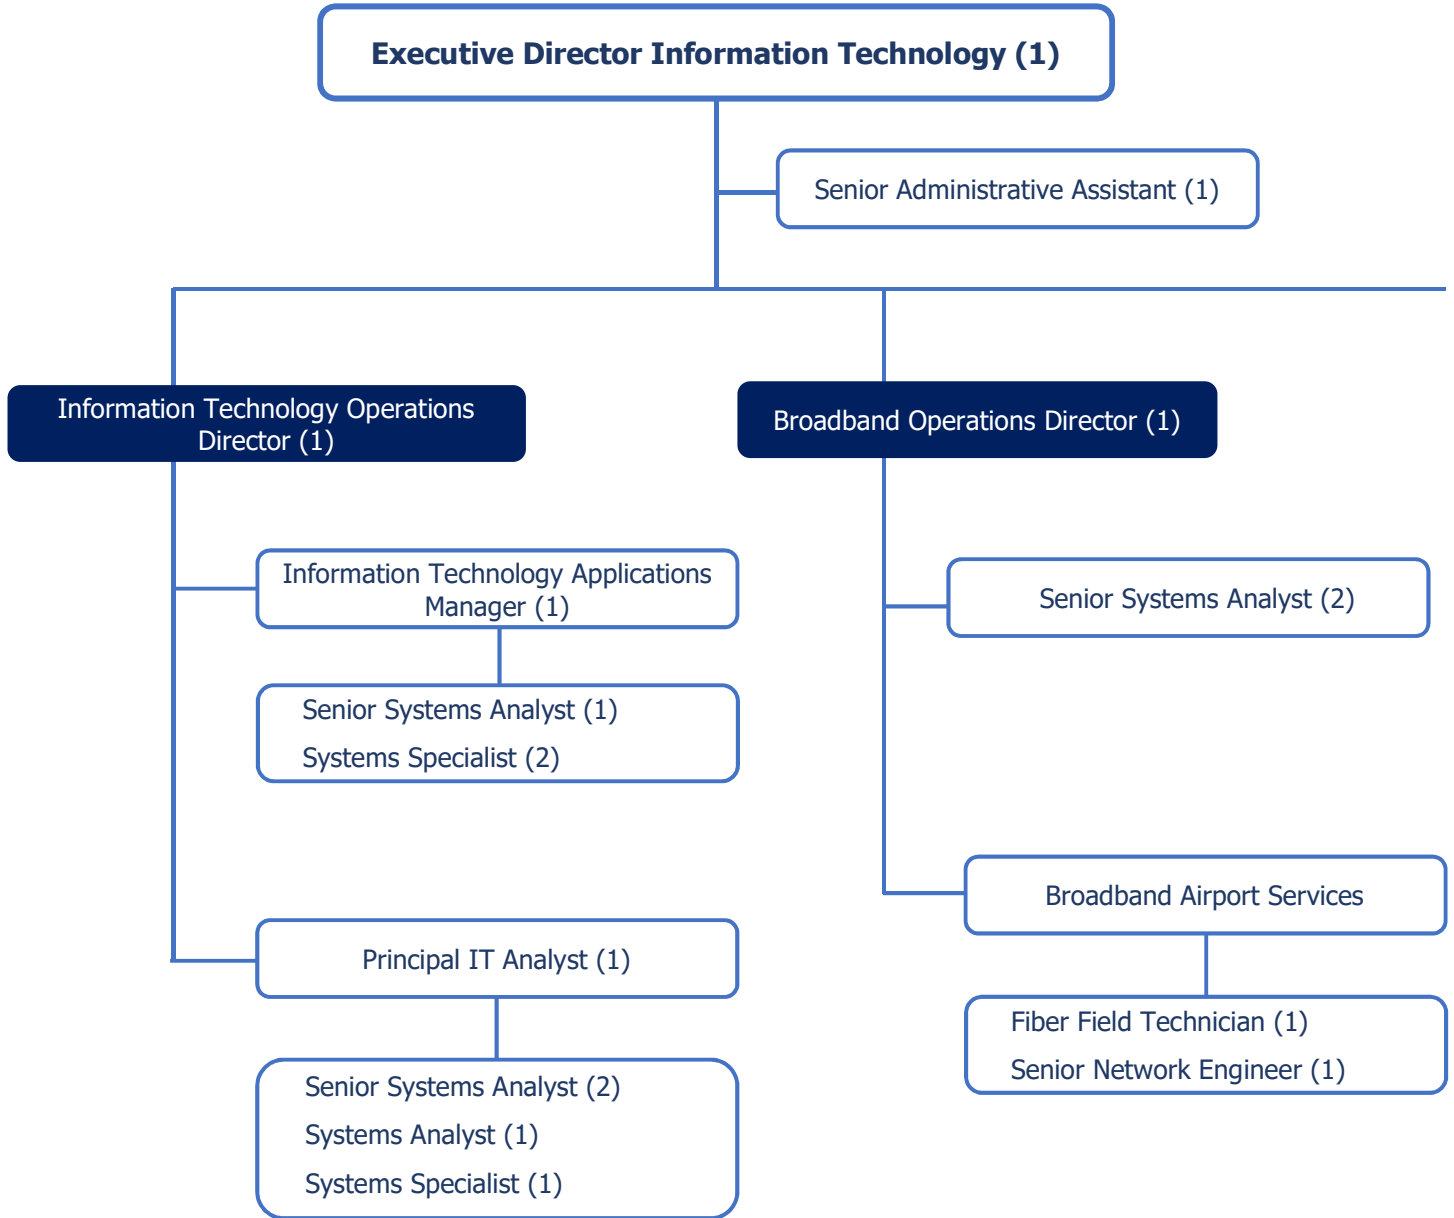 Executive Director Information Technology (1)
Senior Administrative Assistant (1)
Information Technology Operations
Director (1)
Information Technology Applications
Manager (1)
Senior Systems Analyst (1)
Systems Specialist (2)
Principal IT Analyst (1)
Senior Systems Analyst (2)
Systems Analyst (1)
Systems Specialist (1)
Broadband Operations Director (1)
Senior Systems Analyst (2)
Broadband Airport Services
Fiber Field Technician (1)
Senior Network Engineer (1)